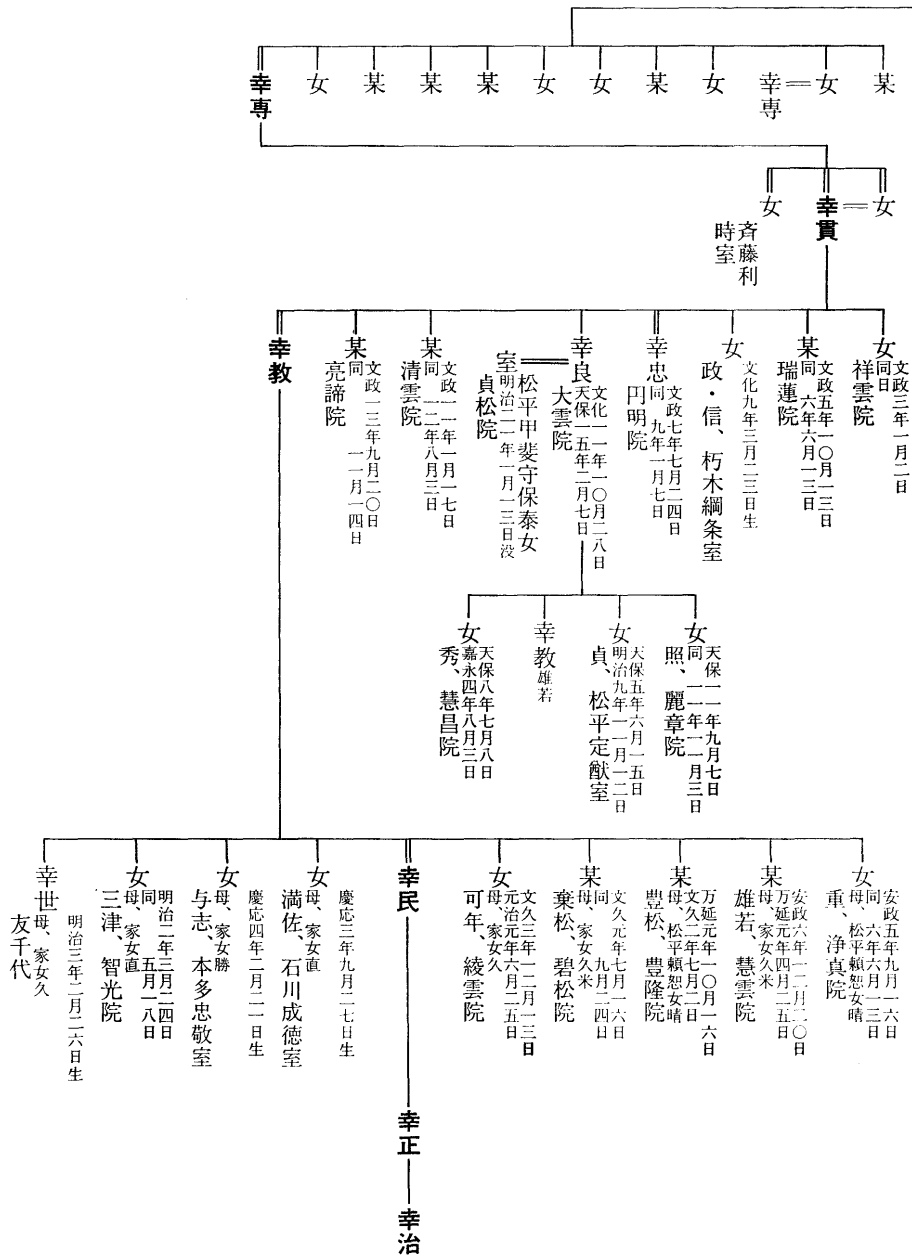 某
女
幸専
女
某
女
女
某
某
某
女
幸専
女
幸貫
女
斉藤利
時室
女
文政三年一月二日
同日
祥雲院
某
文政五年一〇月一三日
同 六年六月一三日
瑞蓮院
女
文化九年三月二三日生
政・信、朽木綱条室
幸忠
文政七年七月二四日
同 九年一月七日
円明院
幸良
文化一一年一〇月二八日
天保一五年二月七日
大雲院
室
松平甲斐守保泰女
明治二一年一月一三日没
貞松院
某
文政一一年一月一七日
同 一二年八月三日
清雲院
某
文政一三年九月二〇日
同 一一月一四日
亮諦院
幸教
女
天保一一年九月七日
同 一一年一一月三日
照、麗章院
女
天保五年六月一五日
明治九年一一月一二日
貞、松平定猷室
幸教
雄若
女
天保八年七月八日
嘉永四年八月三日
秀、慧昌院
女
安政五年九月一六日
同 六年六月一三日
母、松平頼恕女晴
重、浄真院
某
安政六年一二月二〇日
万延元年四月二五日
母、家女久米
雄若、慧雲院
某
万延元年一〇月一六日
文久二年七月二日
母、松平頼恕女晴
豊松、豊隆院
某
文久元年七月一六日
同 九月二四日
母、家女久米
棄松、碧松院
女
文久三年一二月一三日
元治元年六月二五日
母、家女久
可年、綾雲院
幸民
女
慶応三年九月二七日生
母、家女直
満佐、石川成徳室
女
慶応四年二月二一日生
母、家女勝
与志、本多忠敬室
女
明治二年三月二四日
同 五月一八日
母、家女直
三津、智光院
幸世
明治三年二月二六日生
母、家女久
友千代
幸正
幸治